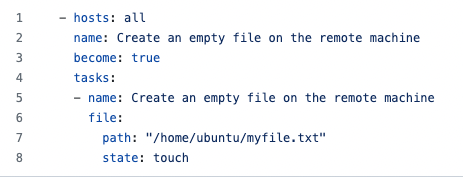 1 - hosts: all
2 name: Create an empty file on the remote machine
3 become: true
4 tasks:
5 - name: Create an empty file on the remote machine
6 file:
7 path: "/home/ubuntu/myfile.txt"
8 state: touch